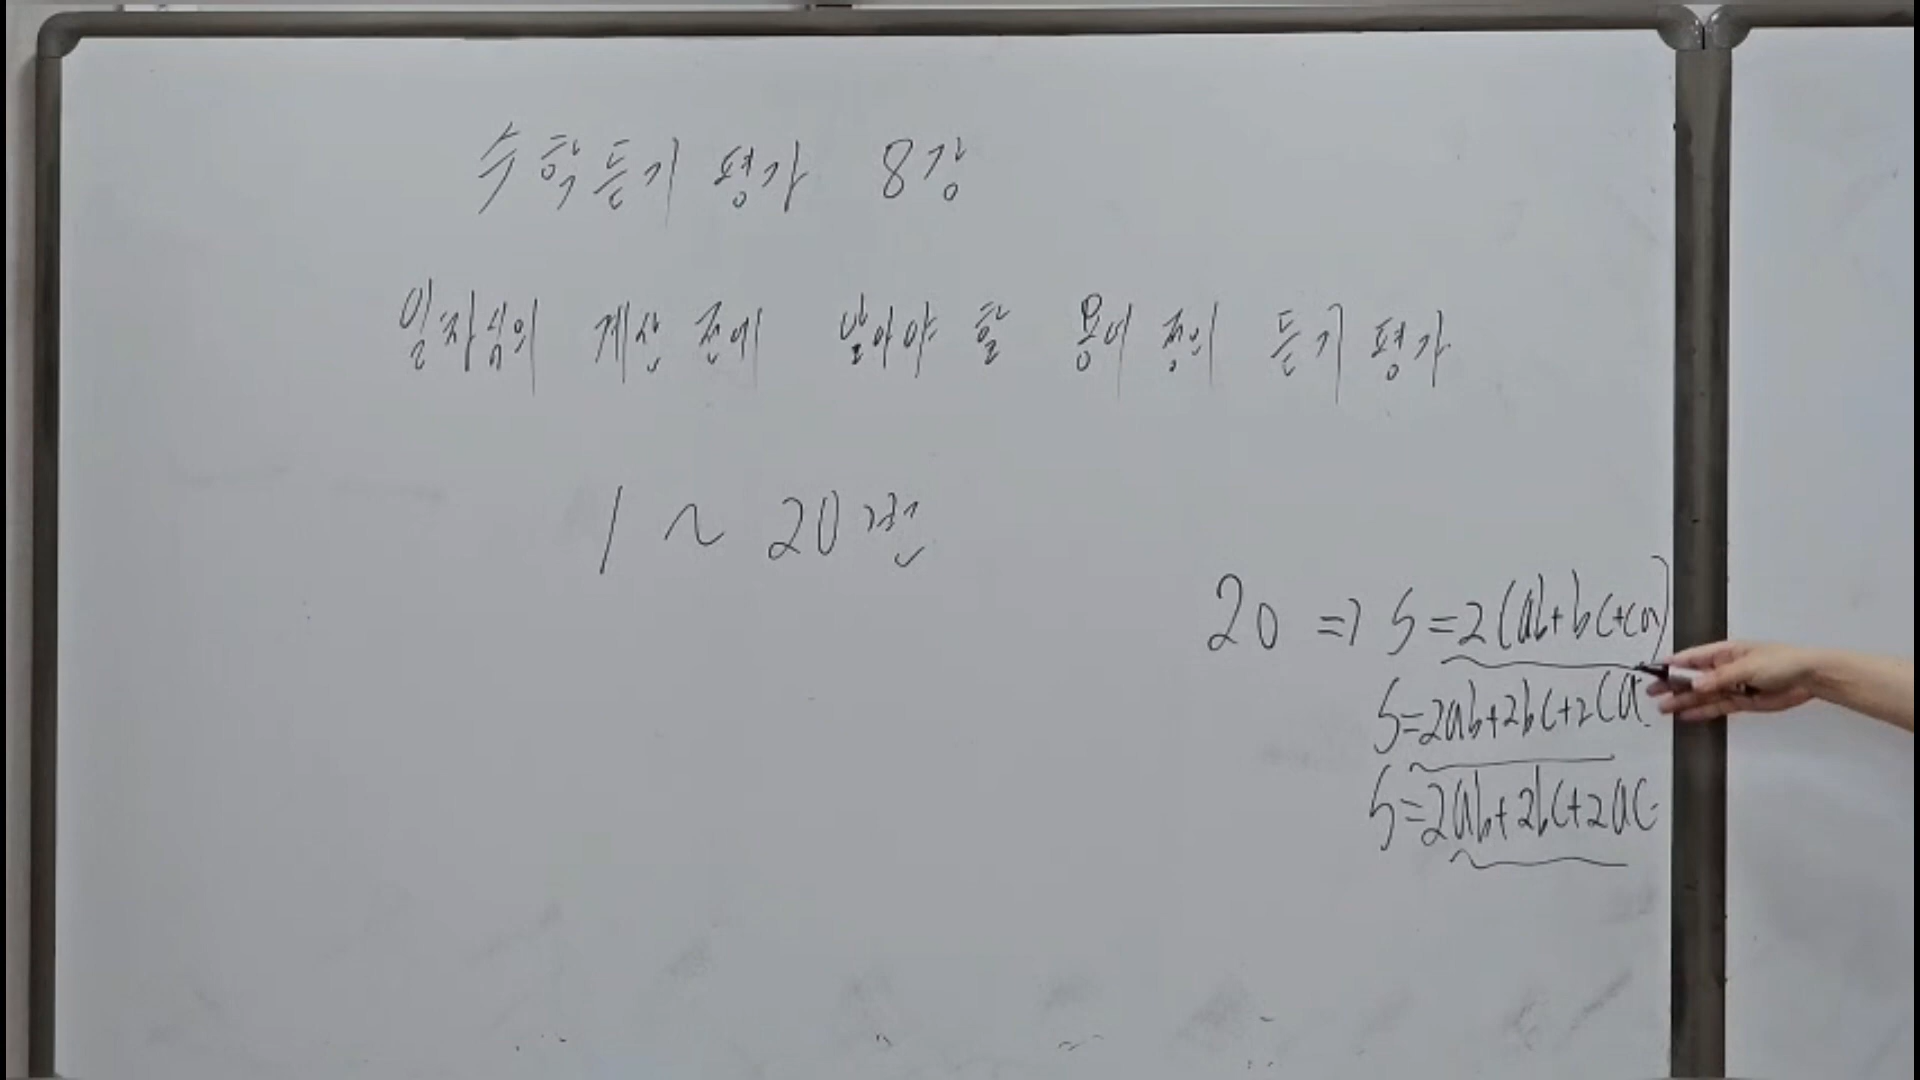 수학듣기 평가 8강
일차식의 계산 전에 알아야 할 용어 정의 듣기 평가
1 ~ 20번
20 => S=2(ab+bc+ca)
S=2ab+2bc+2ca
S=2ab+2bc+2ac